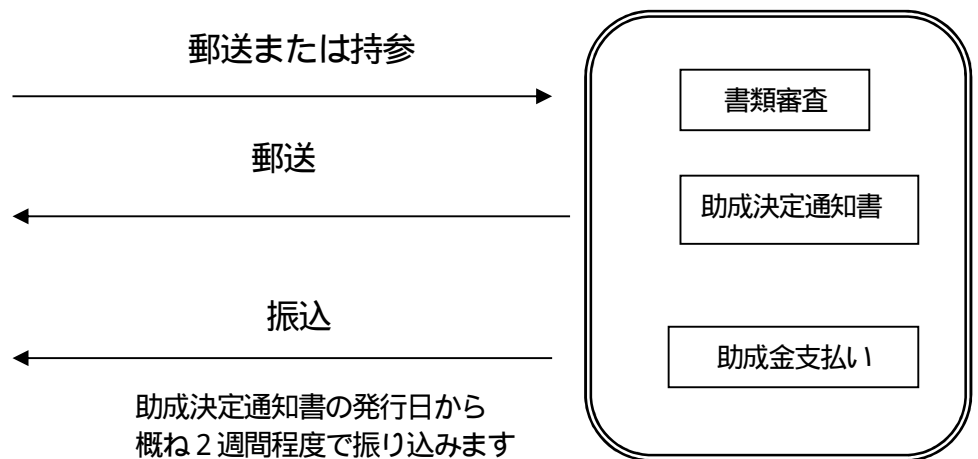 郵送または持参
書類審査
郵送
助成決定通知書
振込
助成金支払い
助成決定通知書の発行日から
概ね２週間程度で振り込みます